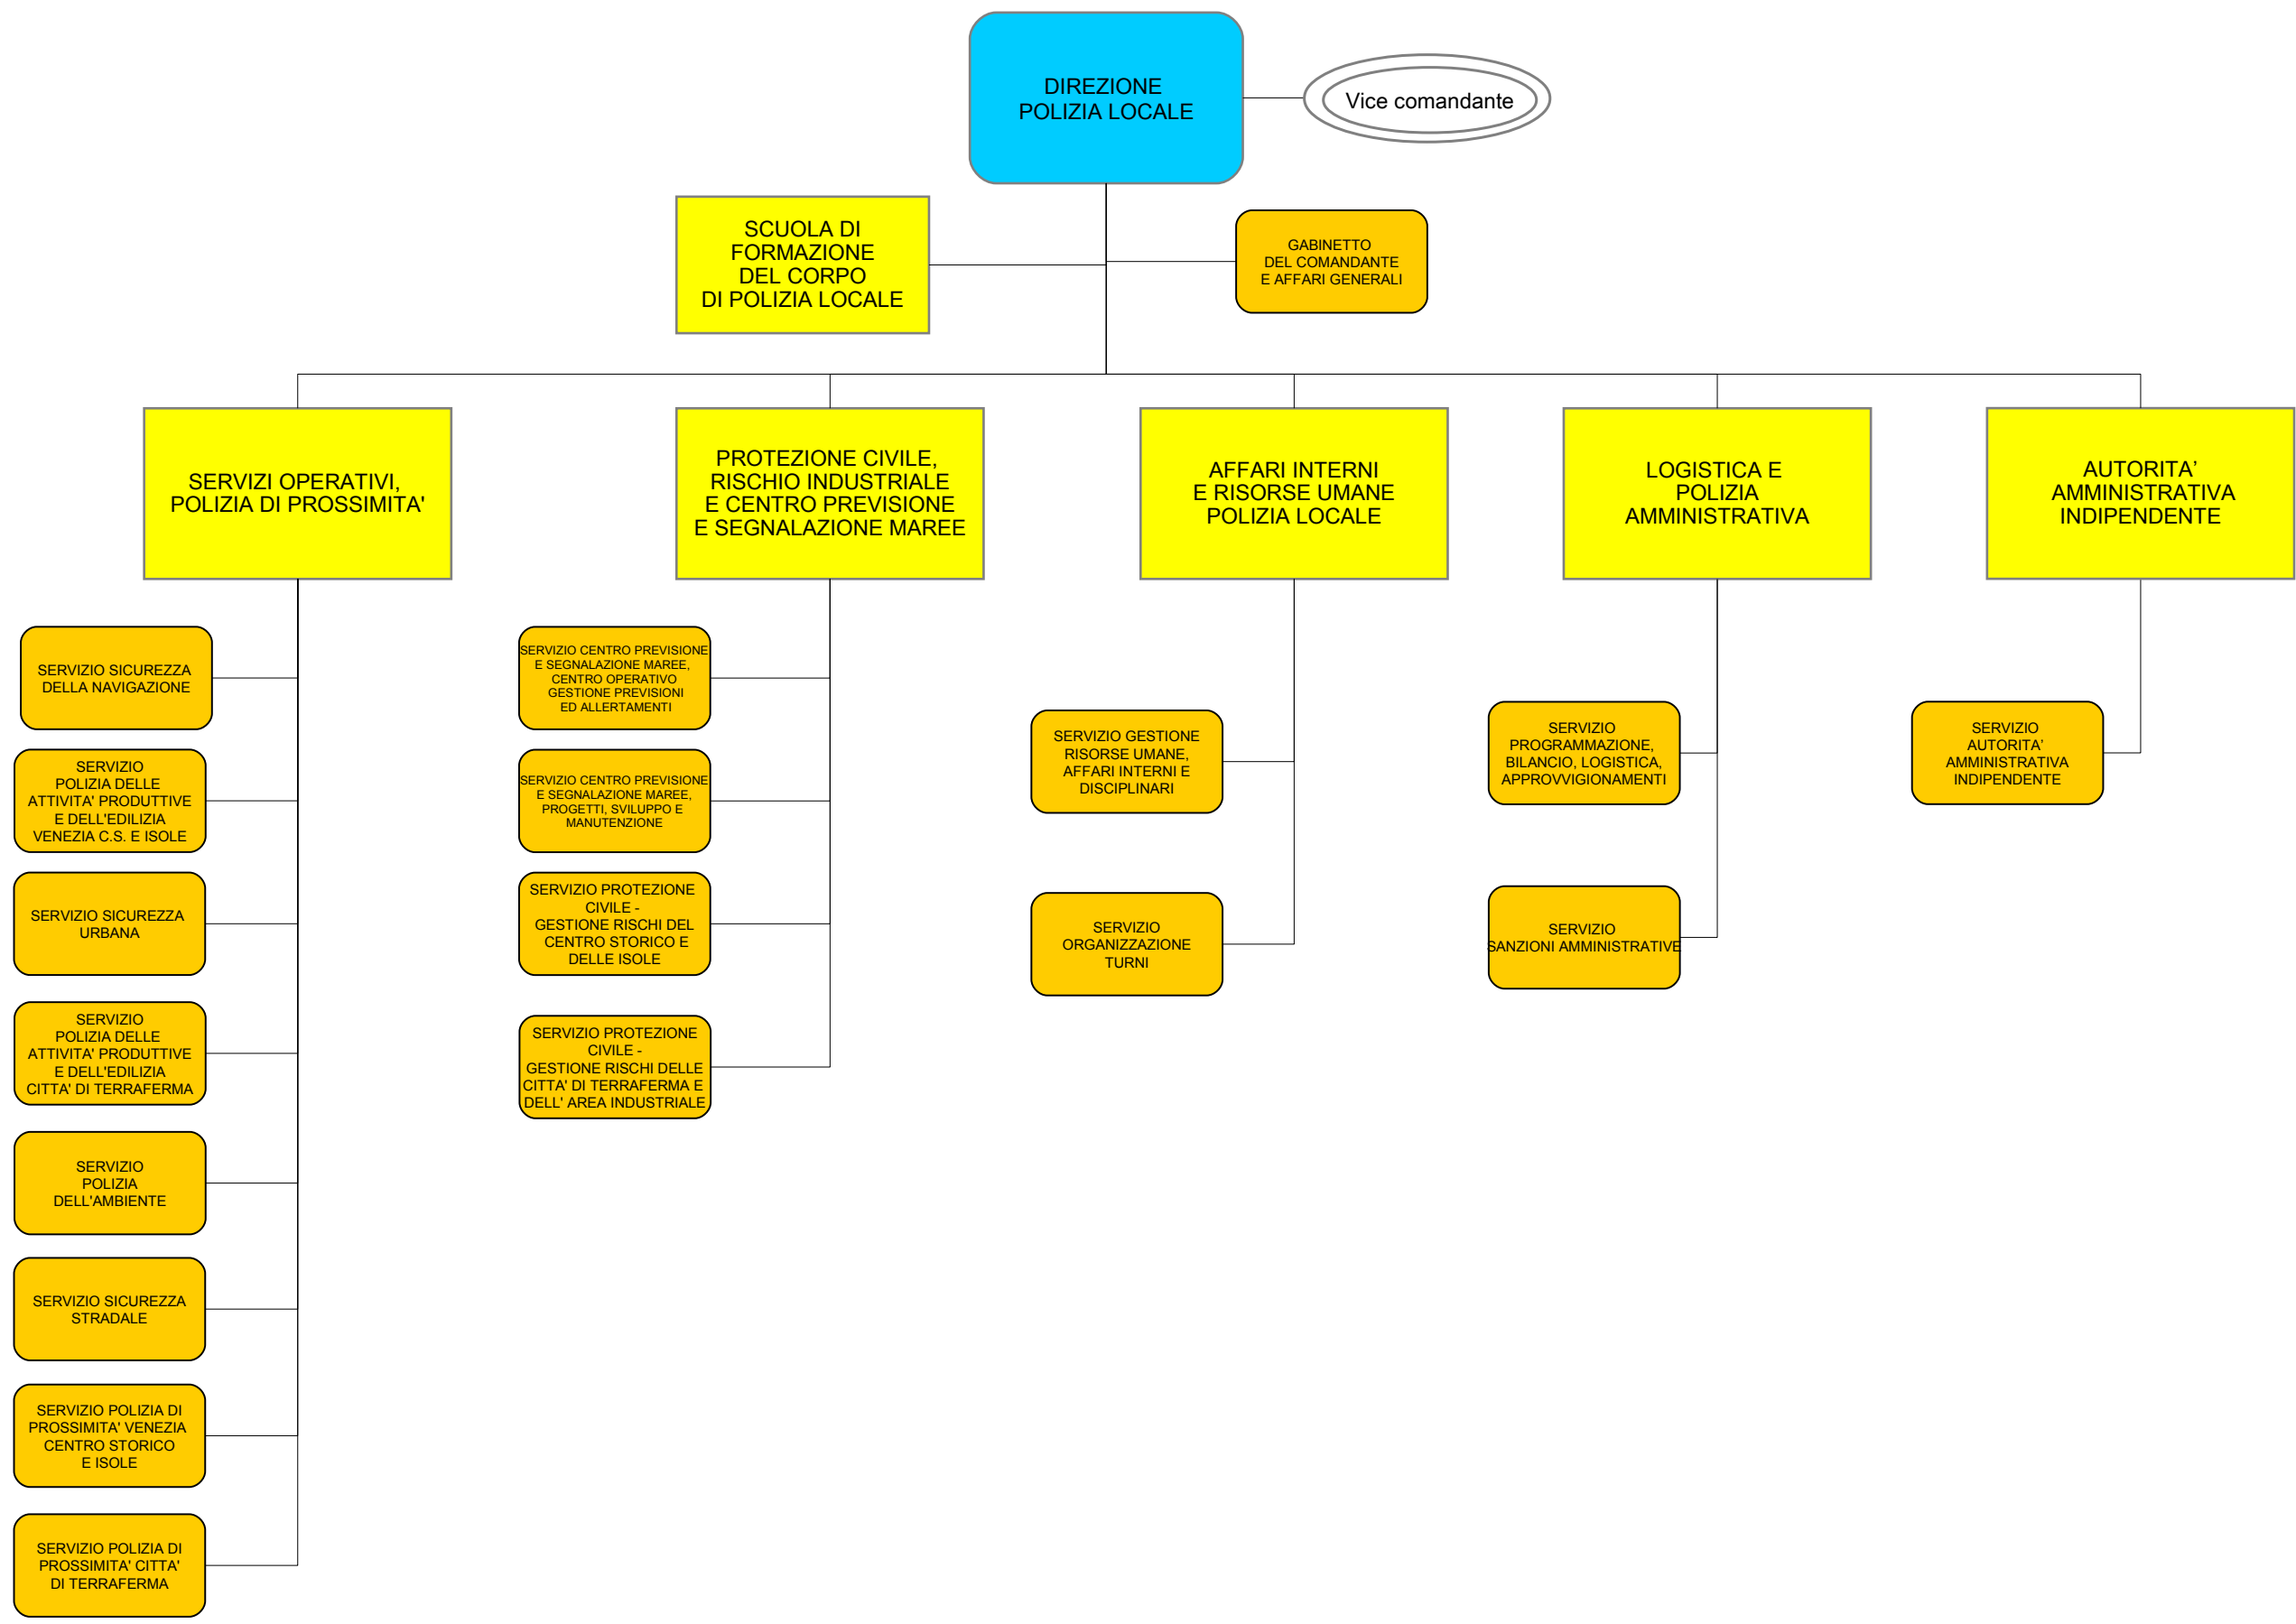 DIREZIONE
POLIZIA LOCALE
Vice comandante
SCUOLA DI
FORMAZIONE
DEL CORPO
DI POLIZIA LOCALE
GABINETTO
DEL COMANDANTE
E AFFARI GENERALI
SERVIZI OPERATIVI,
POLIZIA DI PROSSIMITA'
PROTEZIONE CIVILE,
RISCHIO INDUSTRIALE
E CENTRO PREVISIONE
E SEGNALAZIONE MAREE
AFFARI INTERNI
E RISORSE UMANE
POLIZIA LOCALE
LOGISTICA E
POLIZIA
AMMINISTRATIVA
AUTORITA’
AMMINISTRATIVA
INDIPENDENTE
SERVIZIO SICUREZZA
DELLA NAVIGAZIONE
SERVIZIO
POLIZIA DELLE
ATTIVITA' PRODUTTIVE
E DELL'EDILIZIA
VENEZIA C.S. E ISOLE
SERVIZIO SICUREZZA
URBANA
SERVIZIO
POLIZIA DELLE
ATTIVITA' PRODUTTIVE
E DELL'EDILIZIA
CITTA' DI TERRAFERMA
SERVIZIO
POLIZIA
DELL'AMBIENTE
SERVIZIO SICUREZZA
STRADALE
SERVIZIO POLIZIA DI
PROSSIMITA' VENEZIA
CENTRO STORICO
E ISOLE
SERVIZIO POLIZIA DI
PROSSIMITA' CITTA'
DI TERRAFERMA
SERVIZIO CENTRO PREVISIONE
E SEGNALAZIONE MAREE,
CENTRO OPERATIVO
GESTIONE PREVISIONI
ED ALLERTAMENTI
SERVIZIO CENTRO PREVISIONE
E SEGNALAZIONE MAREE,
PROGETTI, SVILUPPO E
MANUTENZIONE
SERVIZIO PROTEZIONE
CIVILE -
GESTIONE RISCHI DEL
CENTRO STORICO E
DELLE ISOLE
SERVIZIO PROTEZIONE
CIVILE -
GESTIONE RISCHI DELLE
CITTA' DI TERRAFERMA E
DELL' AREA INDUSTRIALE
SERVIZIO GESTIONE
RISORSE UMANE,
AFFARI INTERNI E
DISCIPLINARI
SERVIZIO
ORGANIZZAZIONE
TURNI
SERVIZIO
PROGRAMMAZIONE,
BILANCIO, LOGISTICA,
APPROVVIGIONAMENTI
SERVIZIO
SANZIONI AMMINISTRATIVE
SERVIZIO
AUTORITA’
AMMINISTRATIVA
INDIPENDENTE